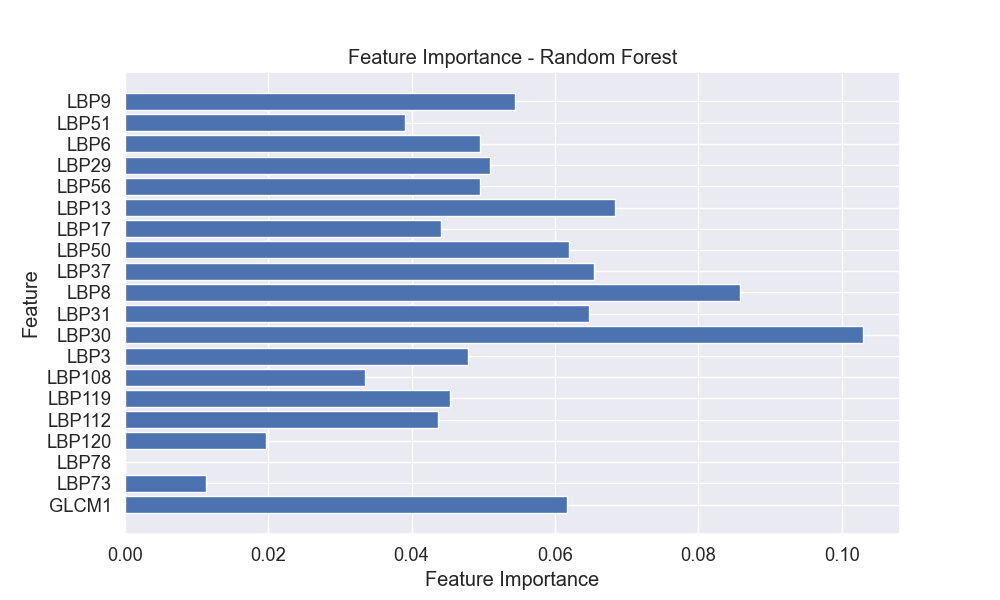 Feature Importance - Random Forest
Feature
LBP9
LBP51
LBP6
LBP29
LBP56
LBP13
LBP17
LBP50
LBP37
LBP8
LBP31
LBP30
LBP3
LBP108
LBP119
LBP112
LBP120
LBP78
LBP73
GLCM1
0.00 0.02 0.04 0.06 0.08 0.10
Feature Importance